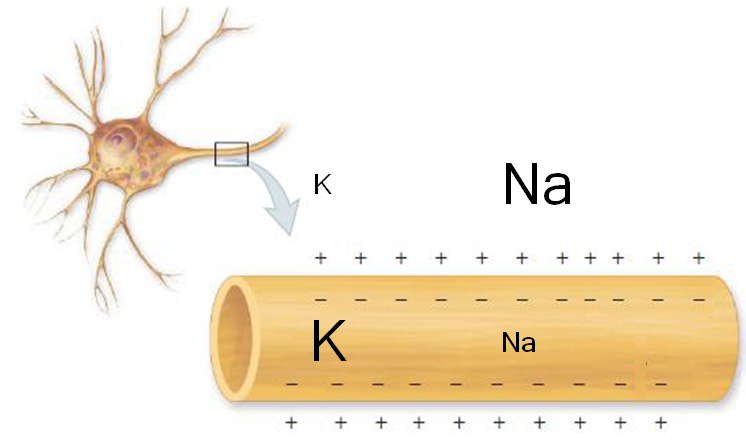 K Na
+ + + + + + + + + + +
− − − − − − − − − − −
K Na
− − − − − − − − − −
+ + + + + + + + + +